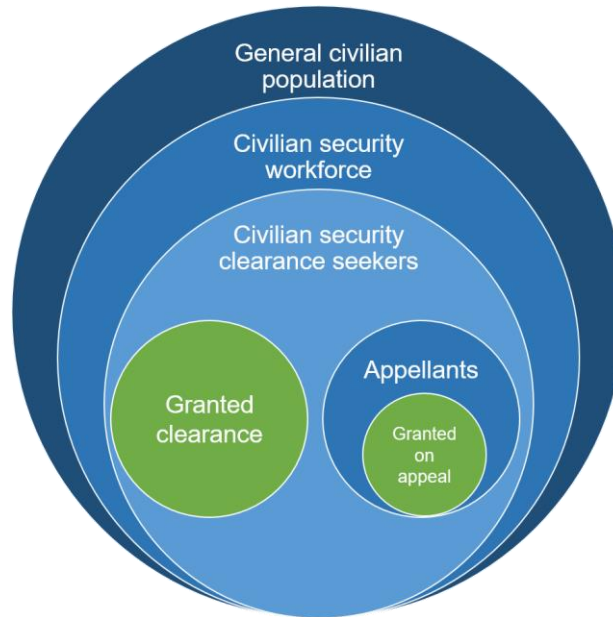 General civilian
population
Civilian security
workforce
Civilian security
clearance seekers
Granted
clearance
Appellants
Granted
on
appeal